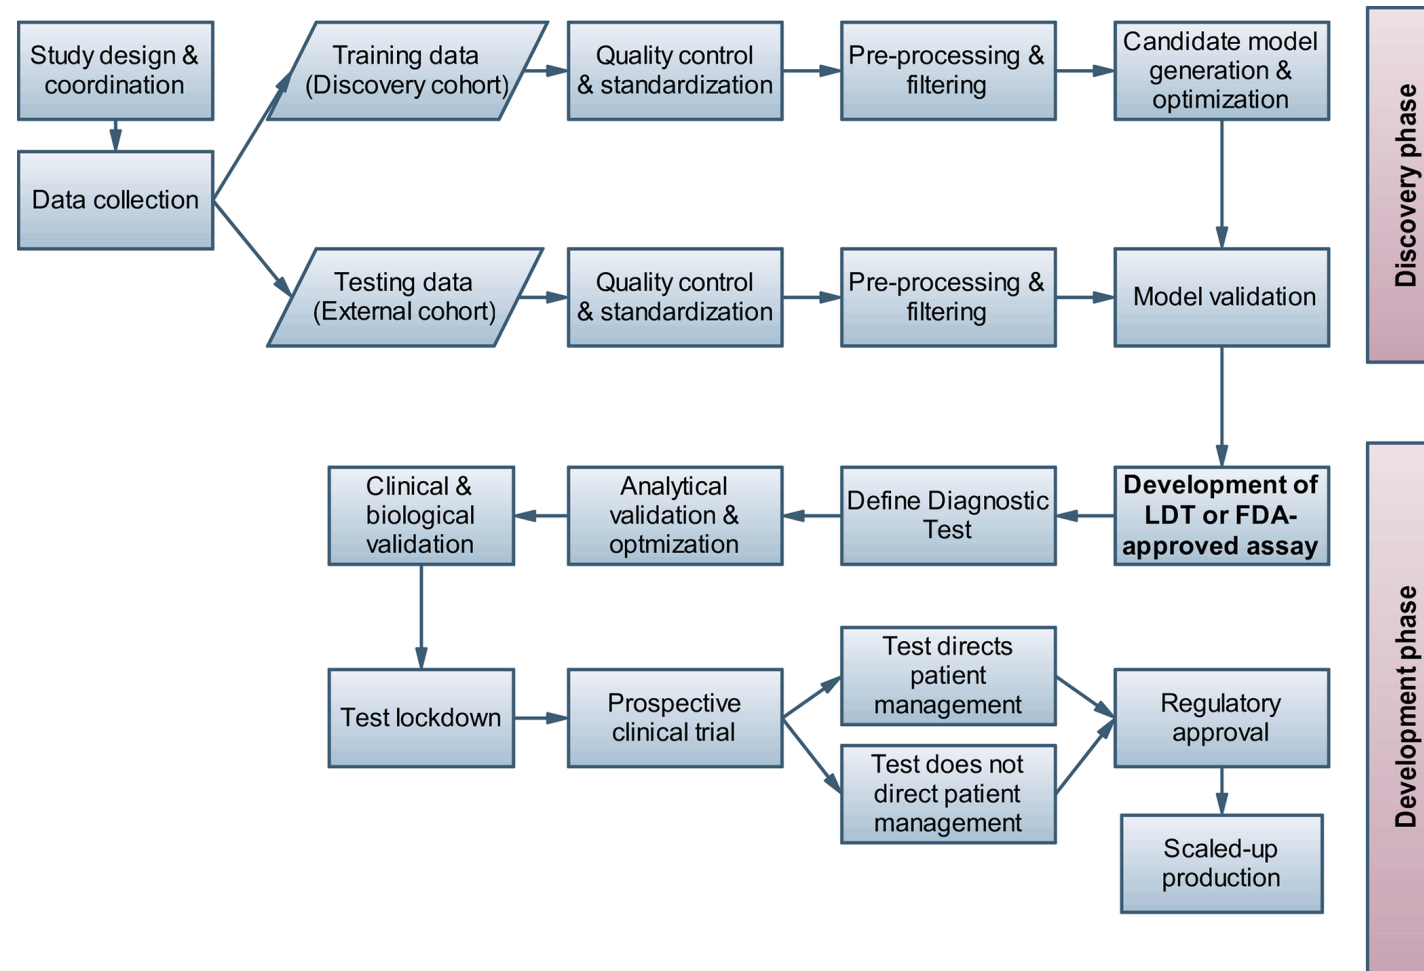 Study design &
coordination
Data collection
Training data
(Discovery cohort)
Quality control
& standardization
Pre-processing &
filtering
Candidate model
generation &
optimization
Testing data
(External cohort)
Quality control
& standardization
Pre-processing &
filtering
Model validation
Discovery phase
Development of
LDT or FDA-
approved assay
Define Diagnostic
Test
Analytical
validation &
optmization
Clinical &
biological
validation
Test lockdown
Prospective
clinical trial
Test directs
patient
management
Test does not
direct patient
management
Regulatory
approval
Scaled-up
production
Development phase